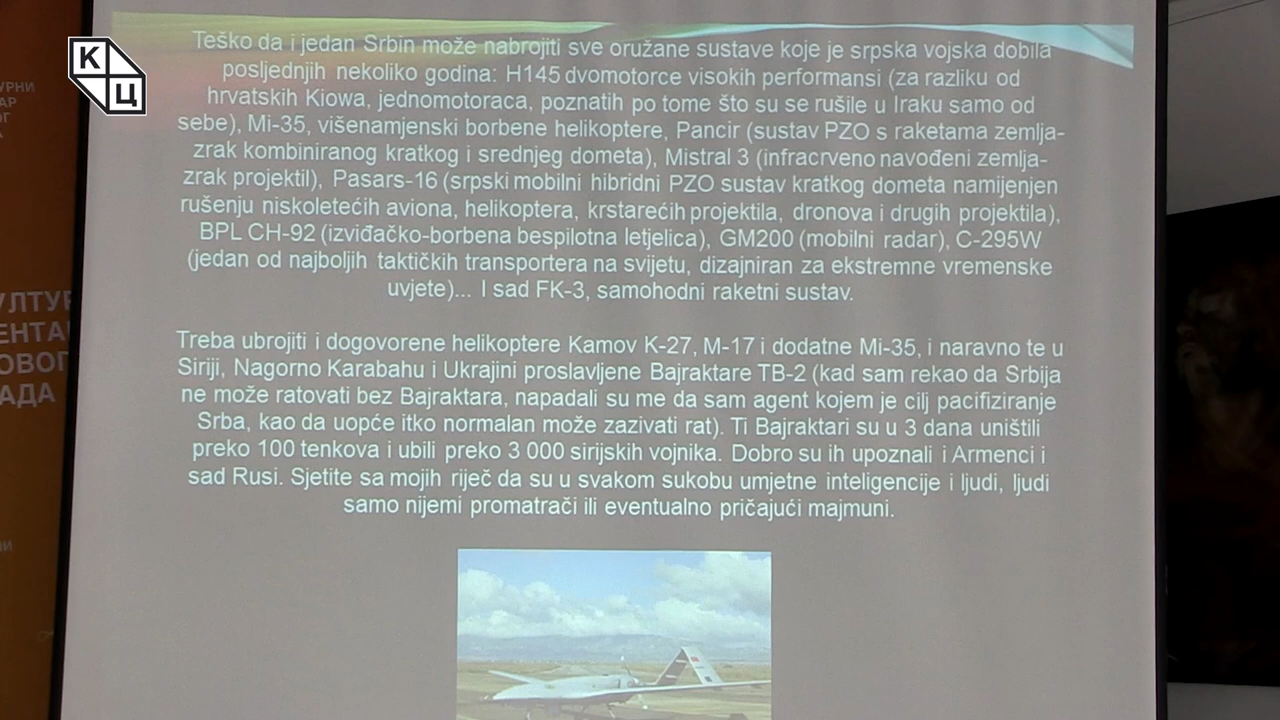 К
Ц
УРНИ
АР
ОГ
А
УЛТУР
ЕНТА
ОВОГ
АДА
Teško da i jedan Srbin može nabrojiti sve oružane sustave koje je srpska vojska dobila
posljednjih nekoliko godina: H145 dvomotorce visokih performansi (za razliku od
hrvatskih Kiowa, jednomotoraca, poznatih po tome što su se rušile u Iraku samo od
sebe), Mi-35, višenamjenski borbene helikoptere, Pancir (sustav PZO s raketama zemlja-
zrak kombiniranog kratkog i srednjeg dometa), Mistral 3 (infracrveno navođeni zemlja-
zrak projektil), Pasars-16 (srpski mobilni hibridni PZO sustav kratkog dometa namijenjen
rušenju niskoletećih aviona, helikoptera, krstarećih projektila, dronova i drugih projektila),
BPL CH-92 (izviđačko-borbena bespilotna letjelica), GM200 (mobilni radar), C-295W
(jedan od najboljih taktičkih transportera na svijetu, dizajniran za ekstremne vremenske
uvjete)... I sad FK-3, samohodni raketni sustav.
Treba ubrojiti i dogovorene helikoptere Kamov K-27, M-17 i dodatne Mi-35, i naravno te u
Siriji, Nagorno Karabahu i Ukrajini proslavljene Bajraktare TB-2 (kad sam rekao da Srbija
ne može ratovati bez Bajraktara, napadali su me da sam agent kojem je cilj pacifiziranje
Srba, kao da uopće itko normalan može zazivati rat). Ti Bajraktari su u 3 dana uništili
preko 100 tenkova i ubili preko 3 000 sirijskih vojnika. Dobro su ih upoznali i Armenci i
sad Rusi. Sjetite sa mojih riječ da su u svakom sukobu umjetne inteligencije i ljudi, ljudi
samo nijemi promatrači ili eventualno pričajući majmuni.